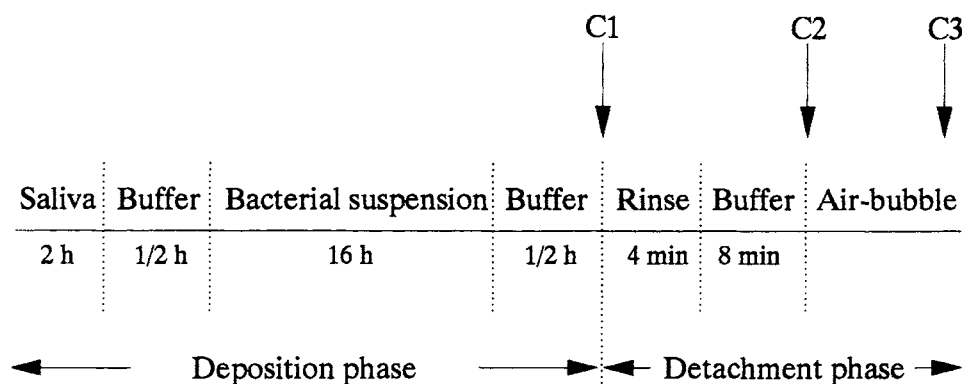 C1 C2 C3
Saliva Buffer Bacterial suspension Buffer Rinse Buffer Air-bubble
2 h 1/2 h 16 h 1/2 h 4 min 8 min
Deposition phase Detachment phase